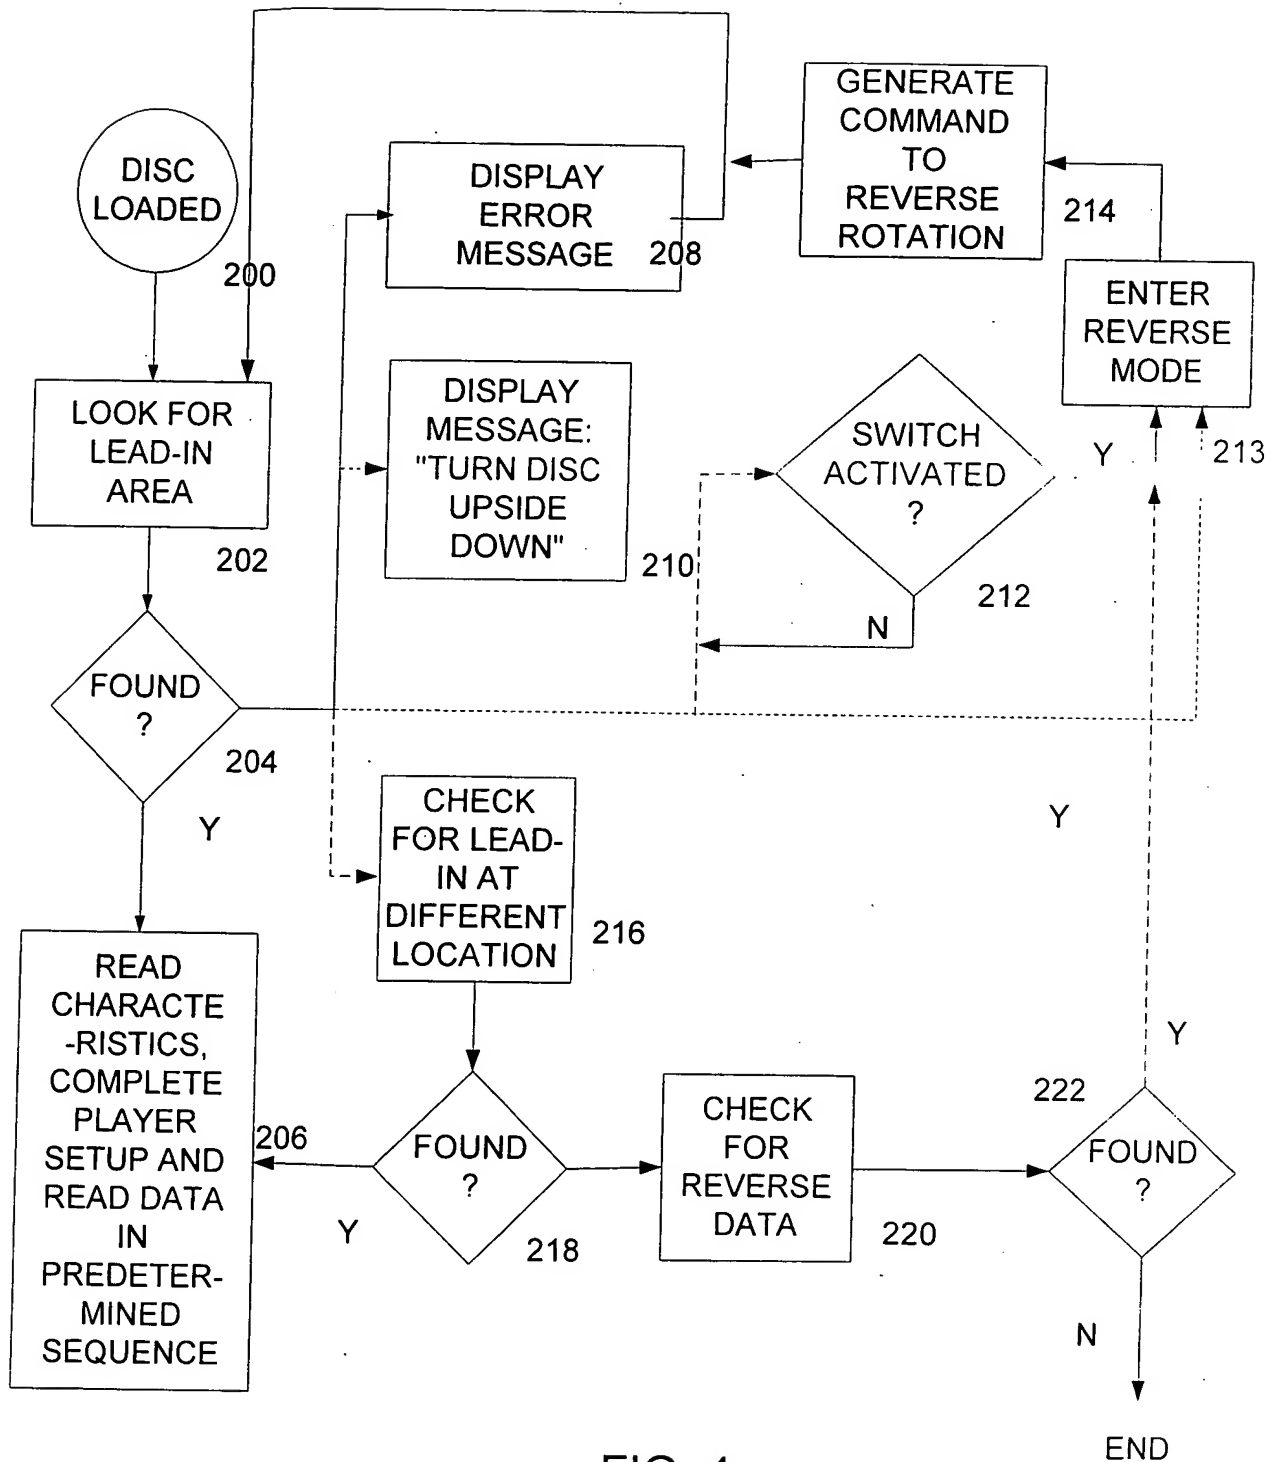 DISC
LOADED
200
LOOK FOR
LEAD-IN
AREA
202
FOUND
?
204
Y
READ
CHARACTE
-RISTICS,
COMPLETE
PLAYER
SETUP AND
READ DATA
IN
PREDETER-
MINED
SEQUENCE
206
DISPLAY
ERROR
MESSAGE
208
DISPLAY
MESSAGE:
"TURN DISC
UPSIDE
DOWN"
210
SWITCH
ACTIVATED
?
212
N
Y
GENERATE
COMMAND
TO
REVERSE
ROTATION
214
ENTER
REVERSE
MODE
213
CHECK
FOR LEAD-
IN AT
DIFFERENT
LOCATION
216
FOUND
?
218
Y
CHECK
FOR
REVERSE
DATA
220
FOUND
?
222
Y
Y
N
END